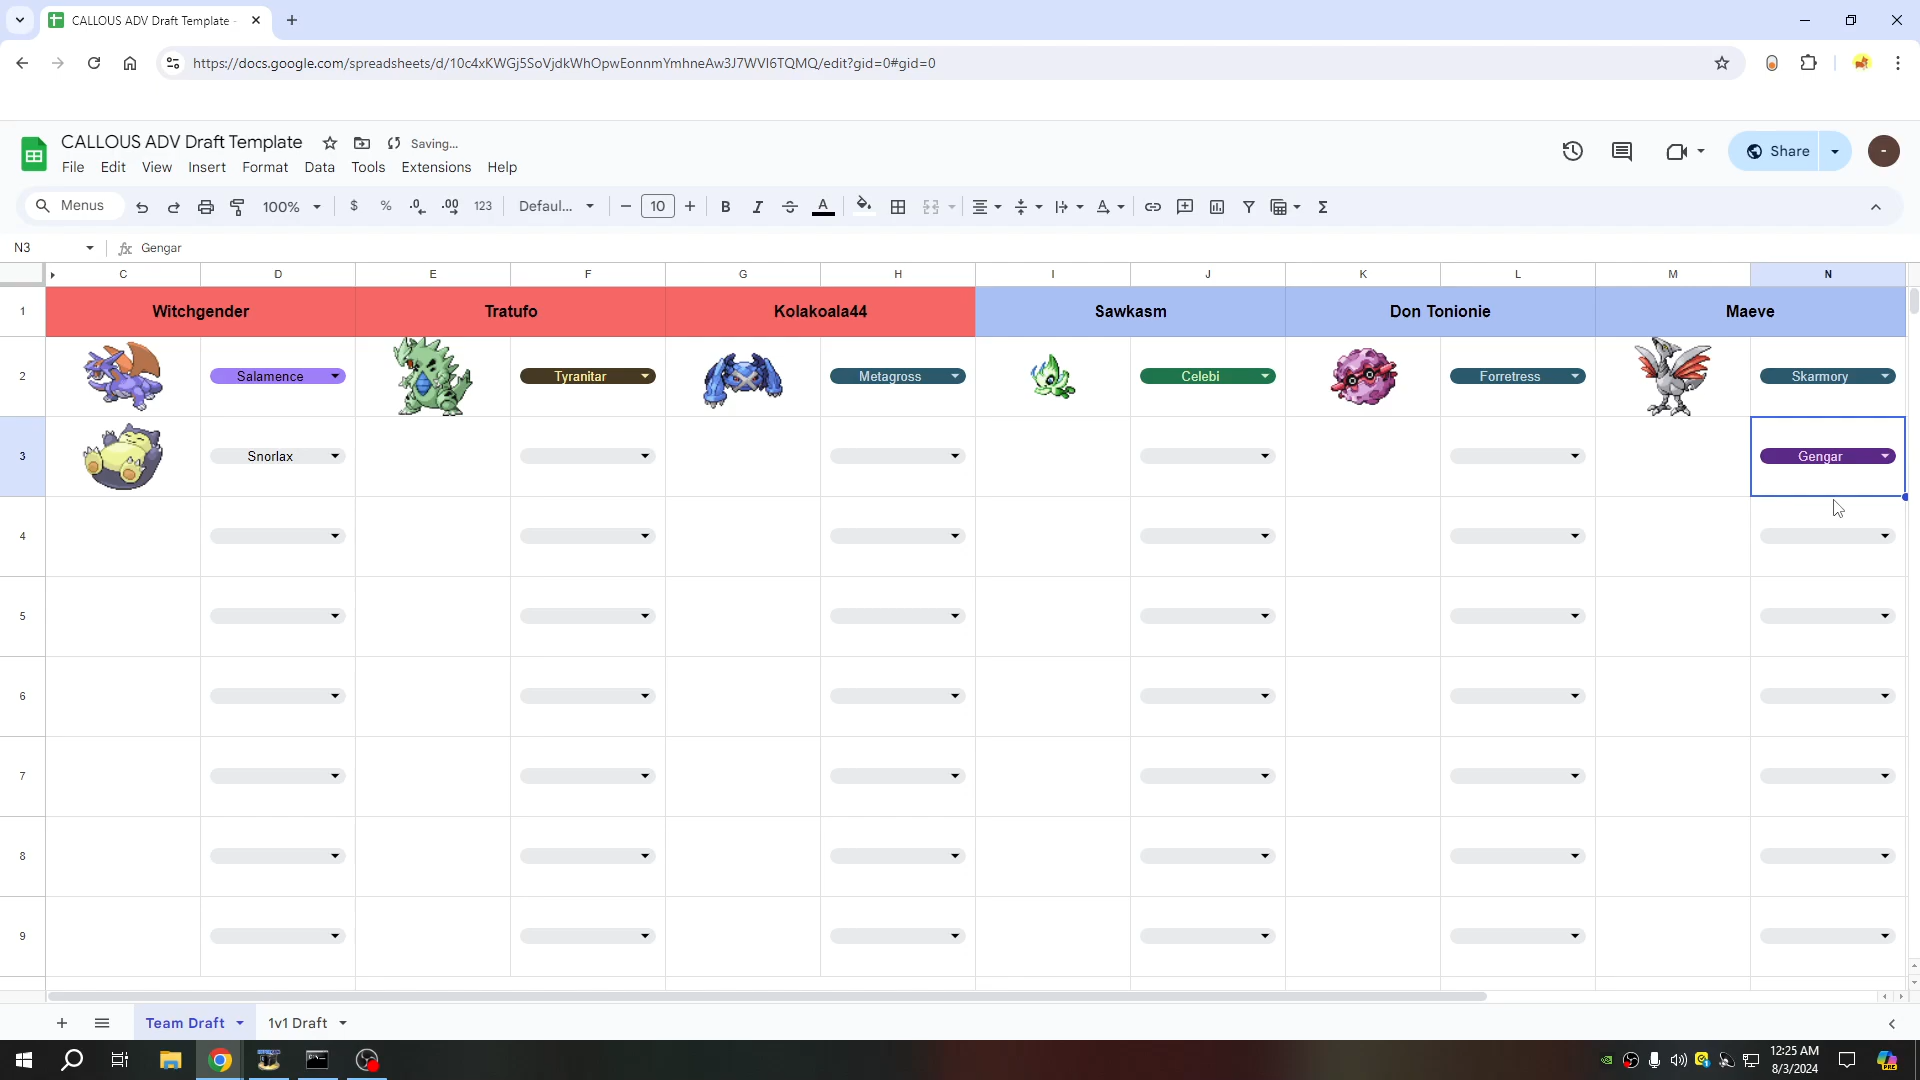 CALLOUS ADV Draft Template -
https://docs.google.com/spreadsheets/d/10c4xKWGj5SoVjdkWhOpwEonnmYmhneAw3J7WVI6TQMQ/edit?gid=0#gid=0
CALLOUS ADV Draft Template Saving...
File Edit View Insert Format Data Tools Extensions Help
Share
Menus 100% $ % .0 .00 123 Defaul... 10 B I A
N3 fx Gengar
C D E F G H I J K L M N
1 Witchgender Tratufo Kolakoala44 Sawkasm Don Tonionie Maeve
2 Salamence Tyranitar Metagross Celebi Forretress Skarmory
3 Snorlax Gengar
4
5
6
7
8
9
Team Draft 1v1 Draft
12:25 AM
8/3/2024